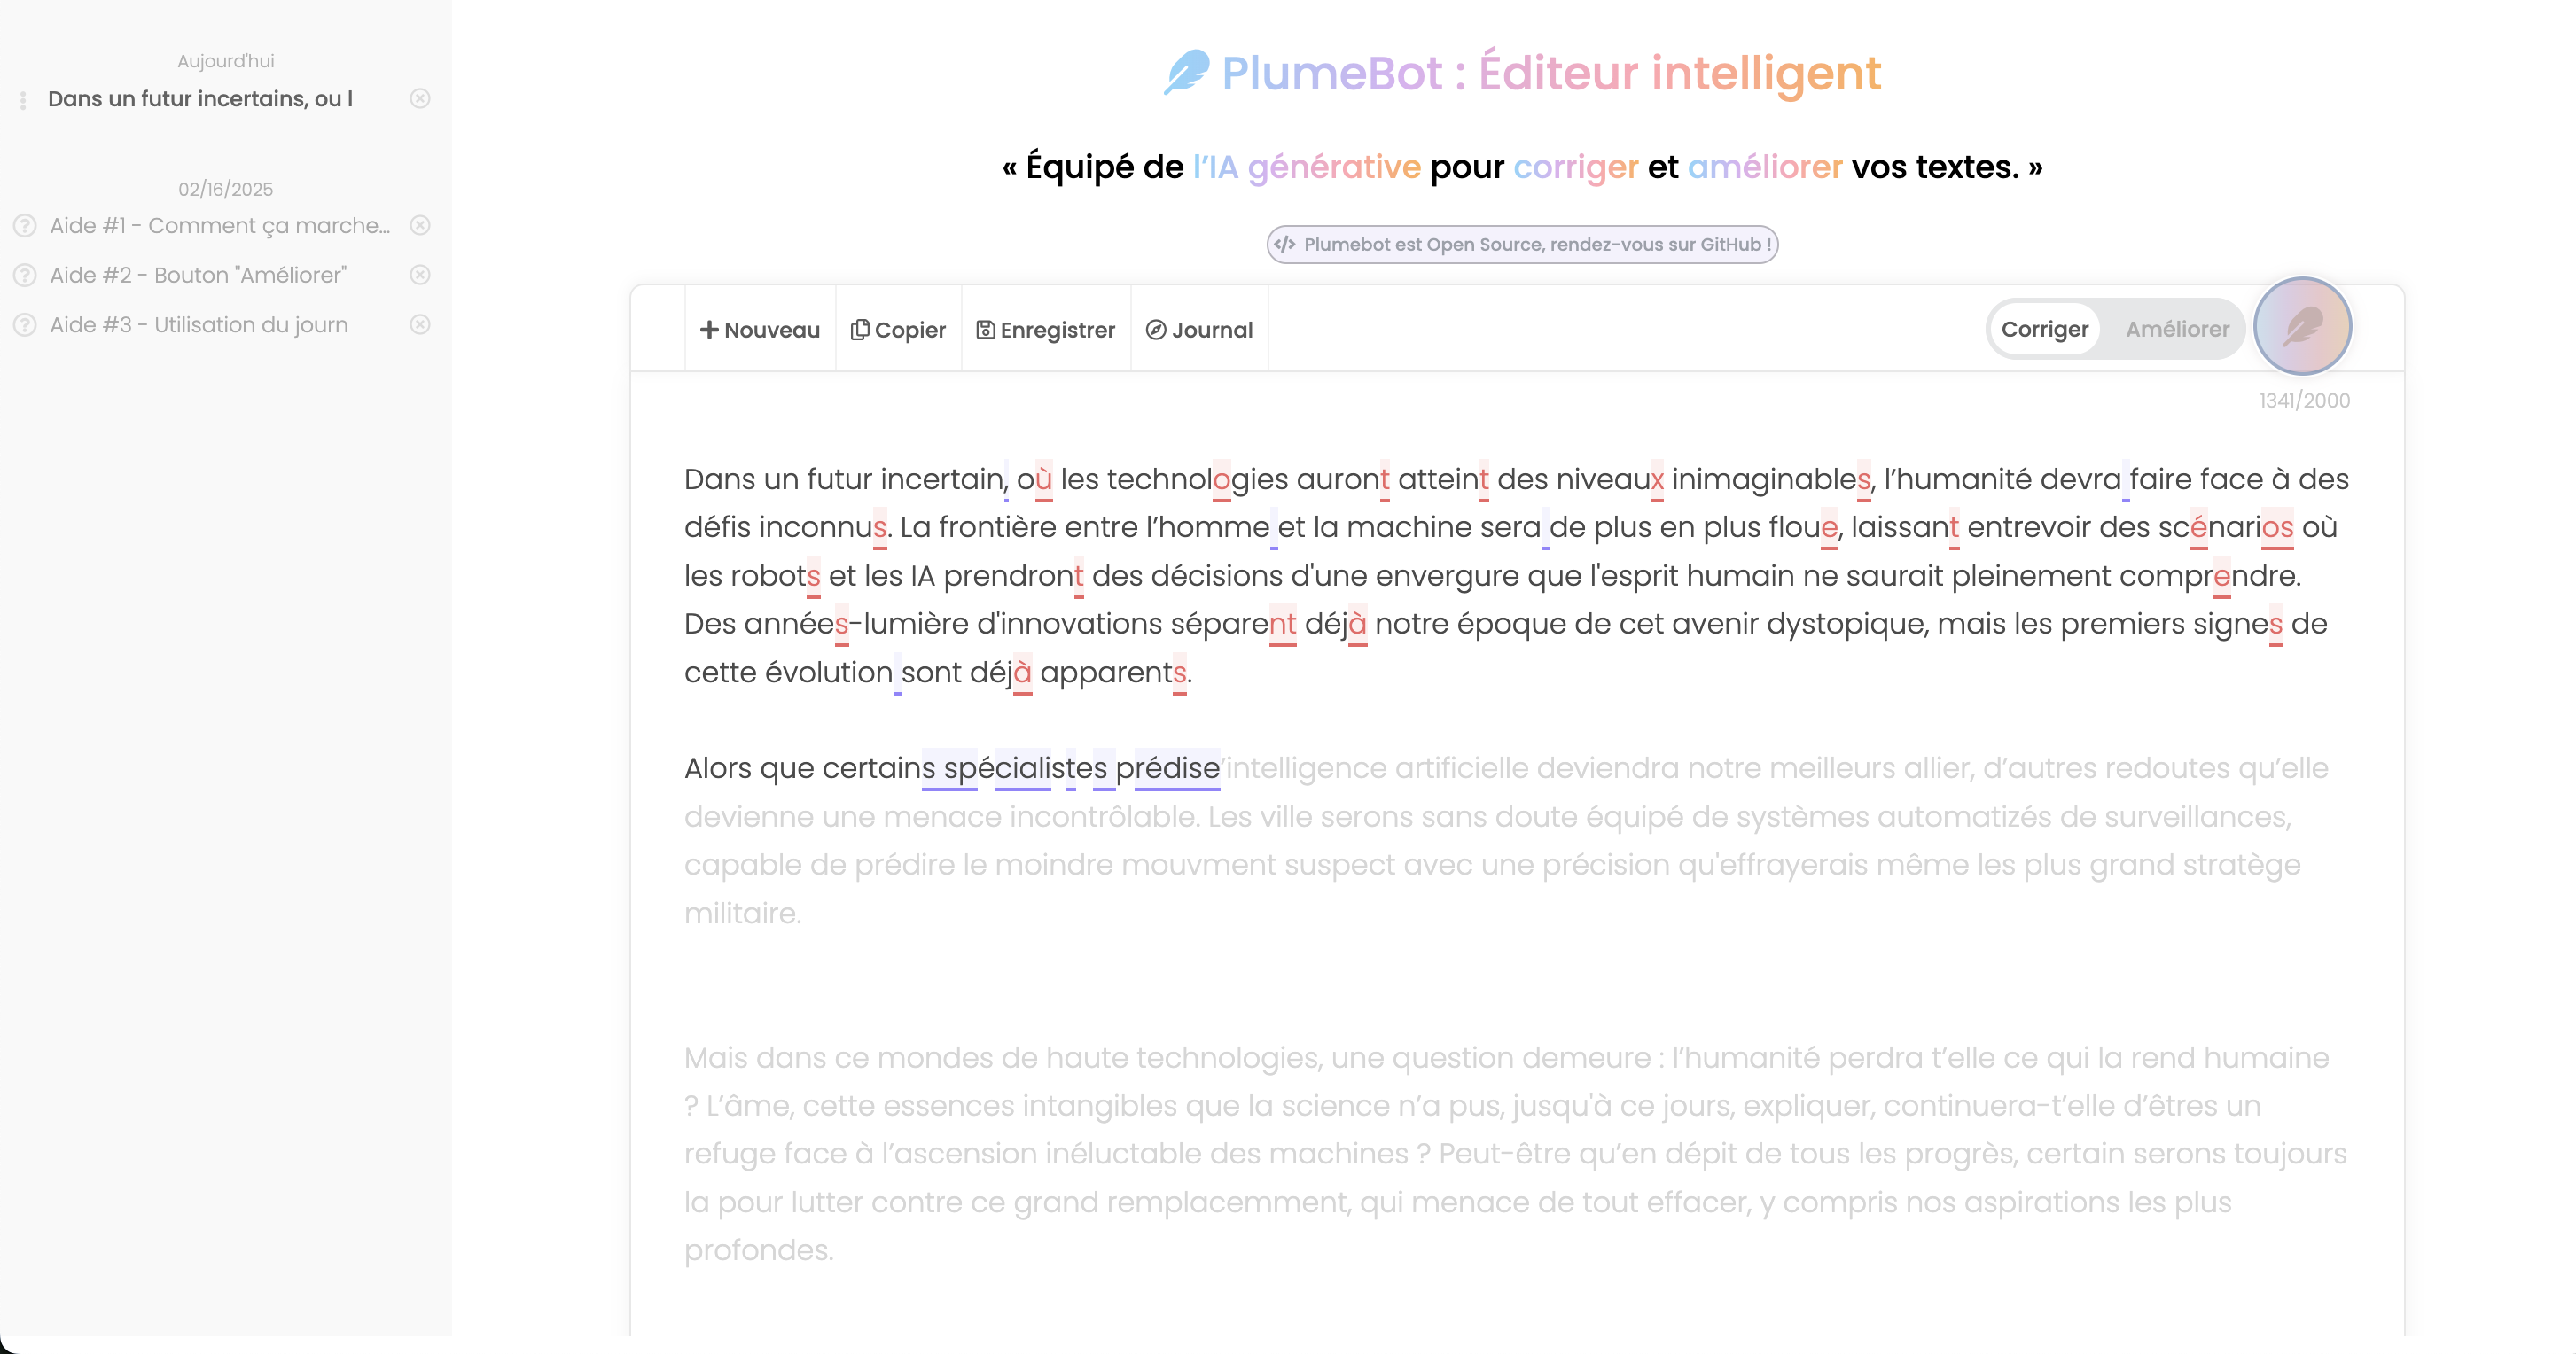 Aujourd'hui
Dans un futur incertains, ou l
02/16/2025
Aide #1 - Comment ça marche...
Aide #2 - Bouton "Améliorer"
Aide #3 - Utilisation du journ
PlumeBot : Éditeur intelligent
« Équipé de l’IA générative pour corriger et améliorer vos textes. »
</> Plumebot est Open Source, rendez-vous sur GitHub !
Nouveau Copier Enregistrer Journal Corriger Améliorer
1341/2000
Dans un futur incertain, où les technologies auront atteint des niveaux inimaginables, l’humanité devra faire face à des
défis inconnus. La frontière entre l’homme et la machine sera de plus en plus floue, laissant entrevoir des scénarios où
les robots et les IA prendront des décisions d'une envergure que l'esprit humain ne saurait pleinement comprendre.
Des années-lumière d'innovations séparent déjà notre époque de cet avenir dystopique, mais les premiers signes de
cette évolution sont déjà apparents.
Alors que certains spécialistes prédise’intelligence artificielle deviendra notre meilleurs allier, d’autres redoutes qu’elle
devienne une menace incontrôlable. Les ville serons sans doute équipé de systèmes automatizés de surveillances,
capable de prédire le moindre mouvment suspect avec une précision qu'effrayerais même les plus grand stratège
militaire.
Mais dans ce mondes de haute technologies, une question demeure : l’humanité perdra t’elle ce qui la rend humaine
? L’âme, cette essences intangibles que la science n’a pus, jusqu'à ce jours, expliquer, continuera-t’elle d’êtres un
refuge face à l’ascension inéluctable des machines ? Peut-être qu’en dépit de tous les progrès, certain serons toujours
la pour lutter contre ce grand remplacemment, qui menace de tout effacer, y compris nos aspirations les plus
profondes.